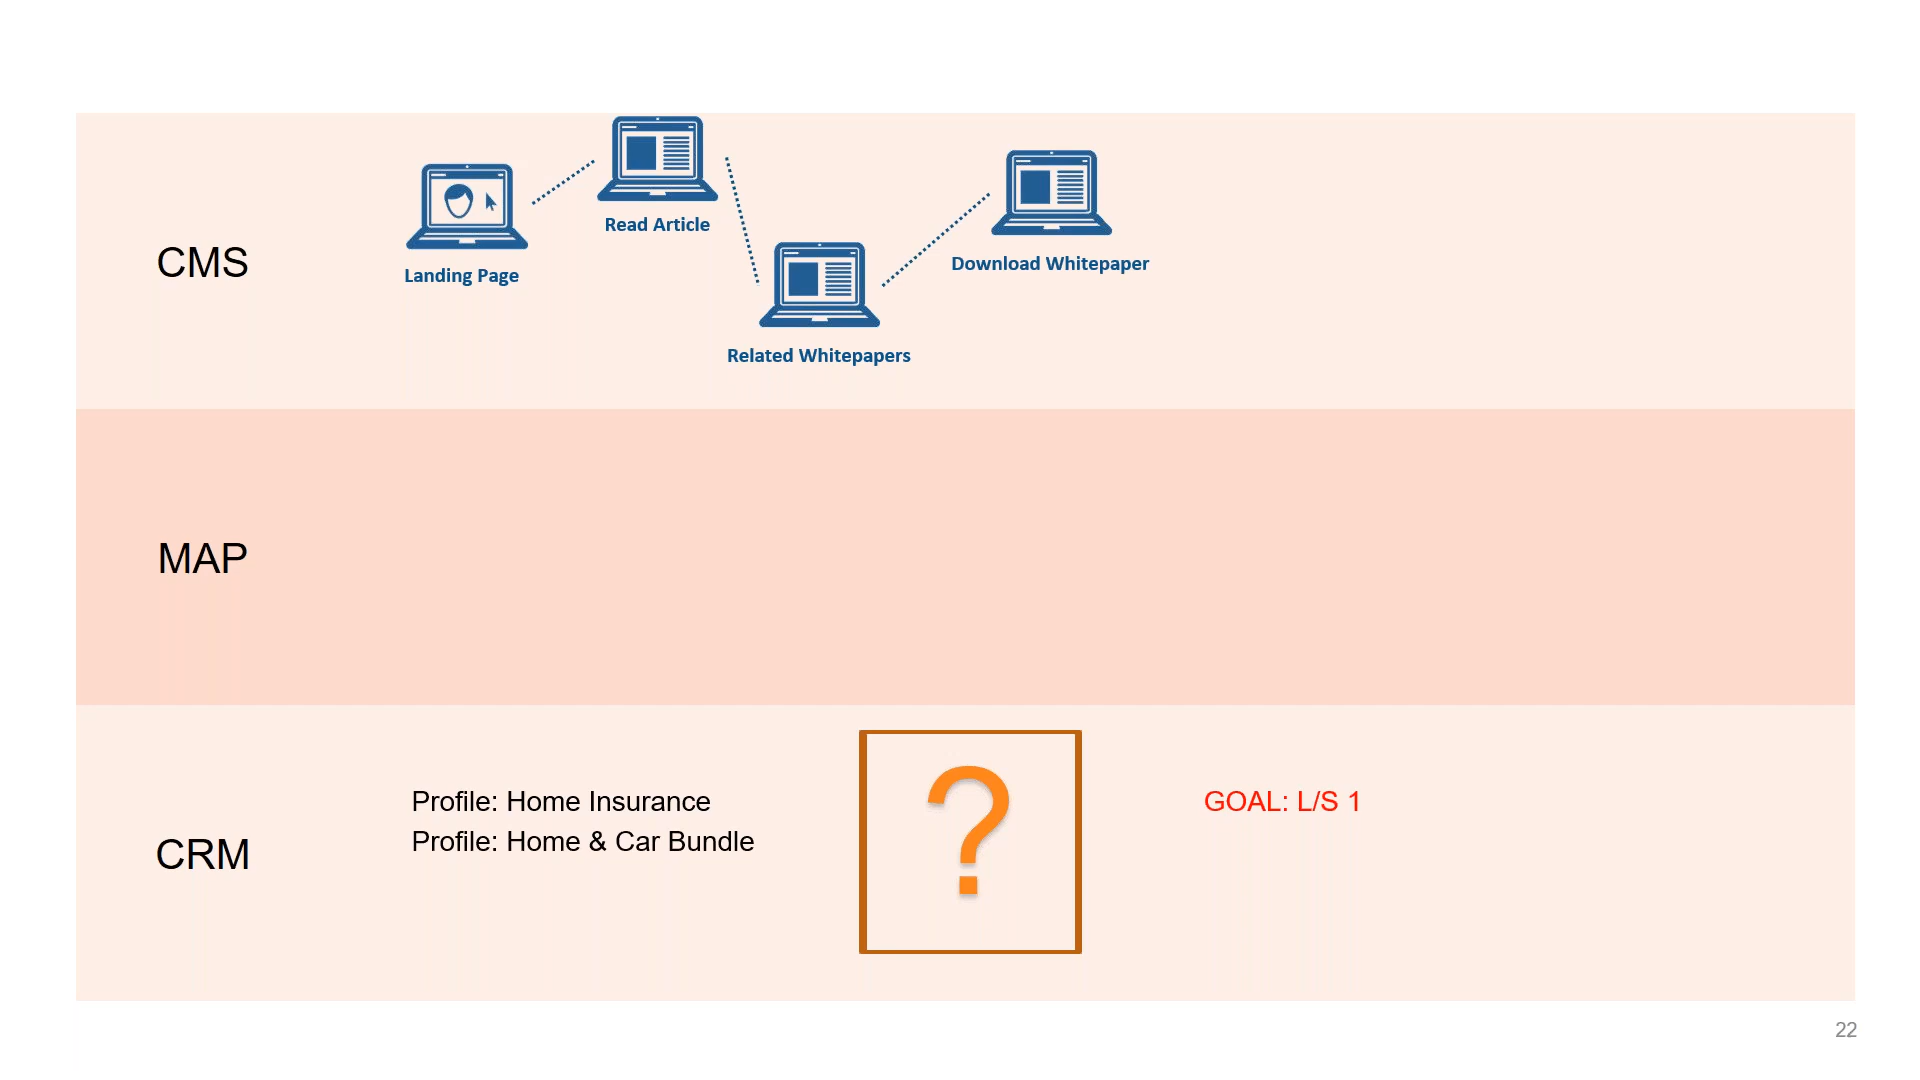 CMS
Landing Page
Read Article
Related Whitepapers
Download Whitepaper
MAP
CRM
Profile: Home Insurance
Profile: Home & Car Bundle
?
GOAL: L/S 1
22